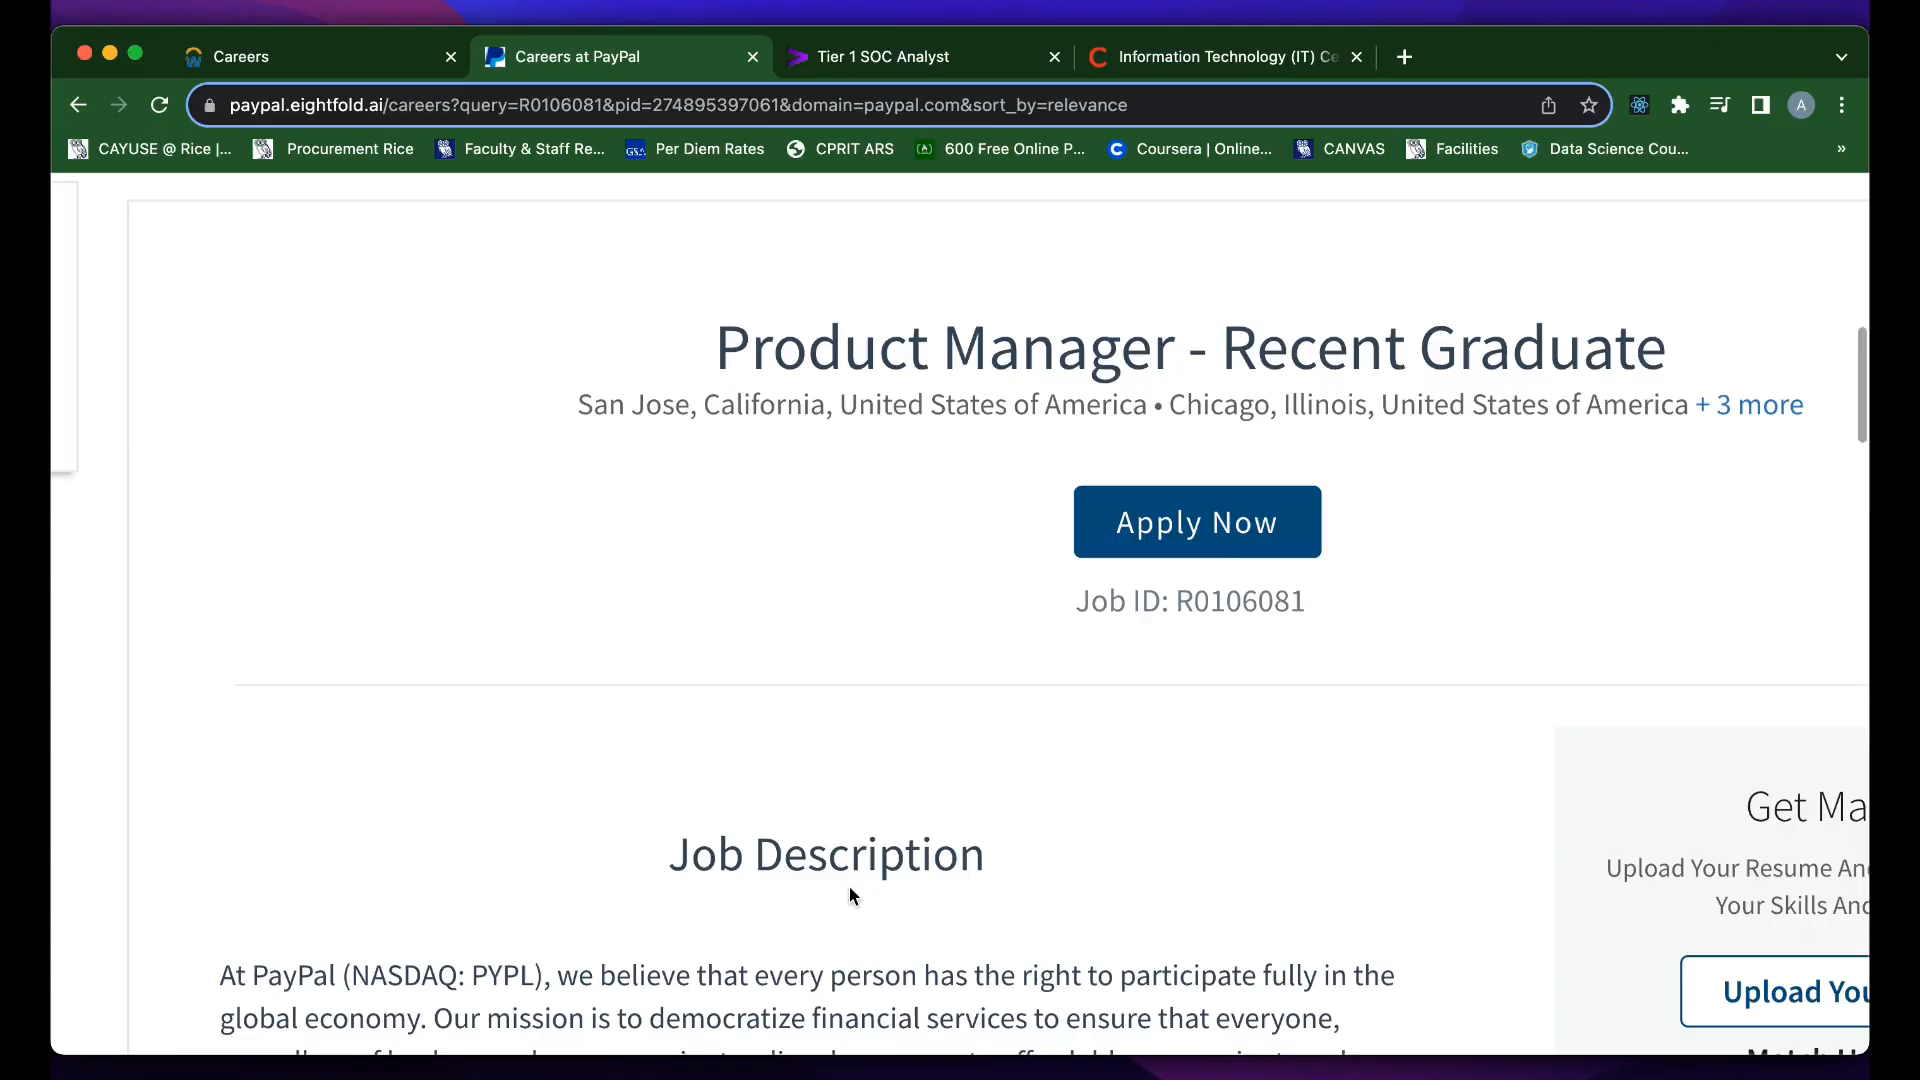 Careers
Careers at PayPal
Tier 1 SOC Analyst
Information Technology (IT) Ce
paypal.eightfold.ai/careers?query=R0106081&pid=274895397061&domain=paypal.com&sort_by=relevance
A
CAYUSE @ Rice |...
Procurement Rice
Faculty & Staff Re...
GSA
Per Diem Rates
CPRIT ARS
600 Free Online P...
Coursera | Online...
CANVAS
Facilities
Data Science Cou...
»
Product Manager - Recent Graduate
San Jose, California, United States of America • Chicago, Illinois, United States of America + 3 more
Apply Now
Job ID: R0106081
Job Description
Get Ma
Upload Your Resume An
Your Skills And
Upload You
At PayPal (NASDAQ: PYPL), we believe that every person has the right to participate fully in the
global economy. Our mission is to democratize financial services to ensure that everyone,